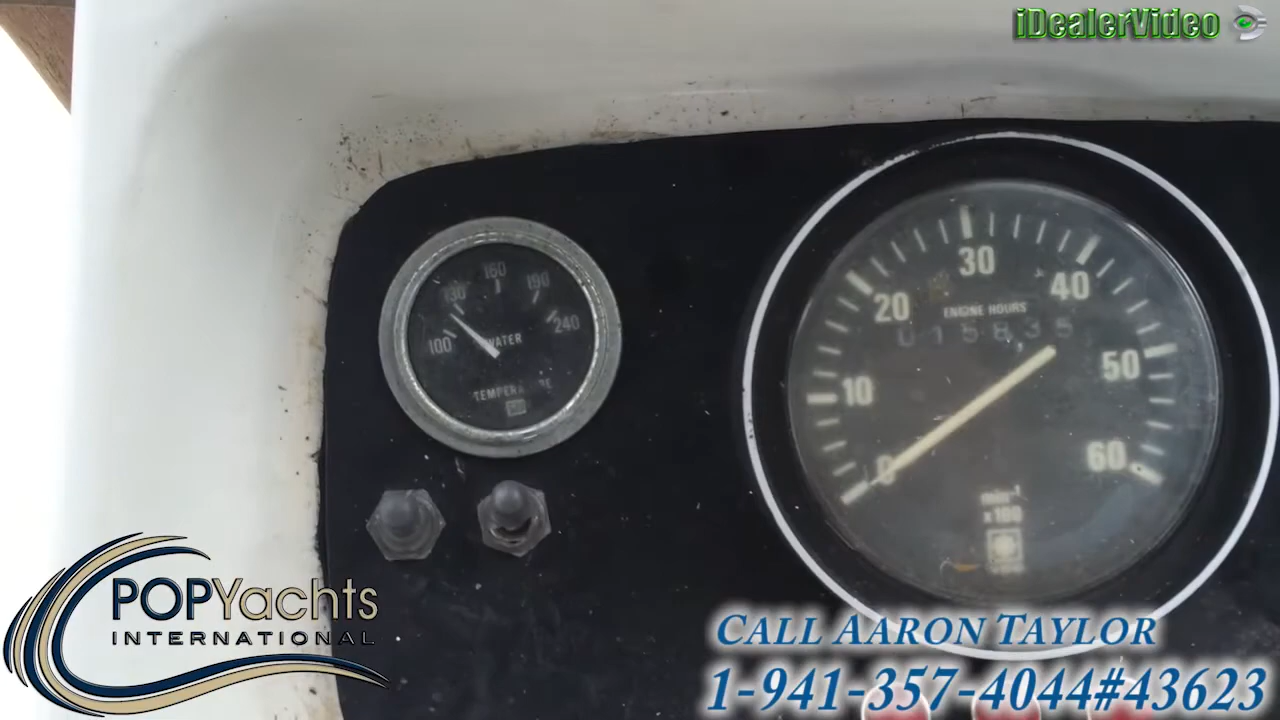 iDealerVideo
160
130
190
100
240
WATER
TEMPERATURE
30
20
40
ENGINE HOURS
015835
10
50
0
60
min-1
x100
POPYachts
INTERNATIONAL
CALL AARON TAYLOR
1-941-357-4044#43623